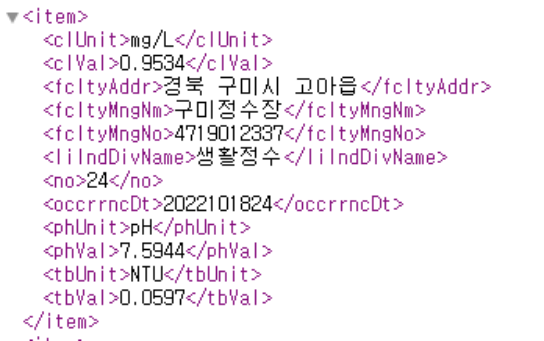 ▼<item>
<clUnit>mg/L</clUnit>
<clVal>0.9534</clVal>
<fcltyAddr>경북 구미시 고아읍</fcltyAddr>
<fcltyMngNm>구미정수장</fcltyMngNm>
<fcltyMngNo>4719012337</fcltyMngNo>
<liIndDivName>생활정수</liIndDivName>
<no>24</no>
<occrrncDt>2022101824</occrrncDt>
<phUnit>pH</phUnit>
<phVal>7.5944</phVal>
<tbUnit>NTU</tbUnit>
<tbVal>0.0597</tbVal>
</item>